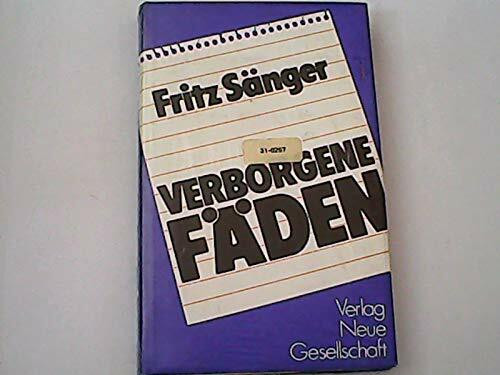 Fritz Sänger
31-0267
VERBORGENE
FÄDEN
Verlag
Neue
Gesellschaft